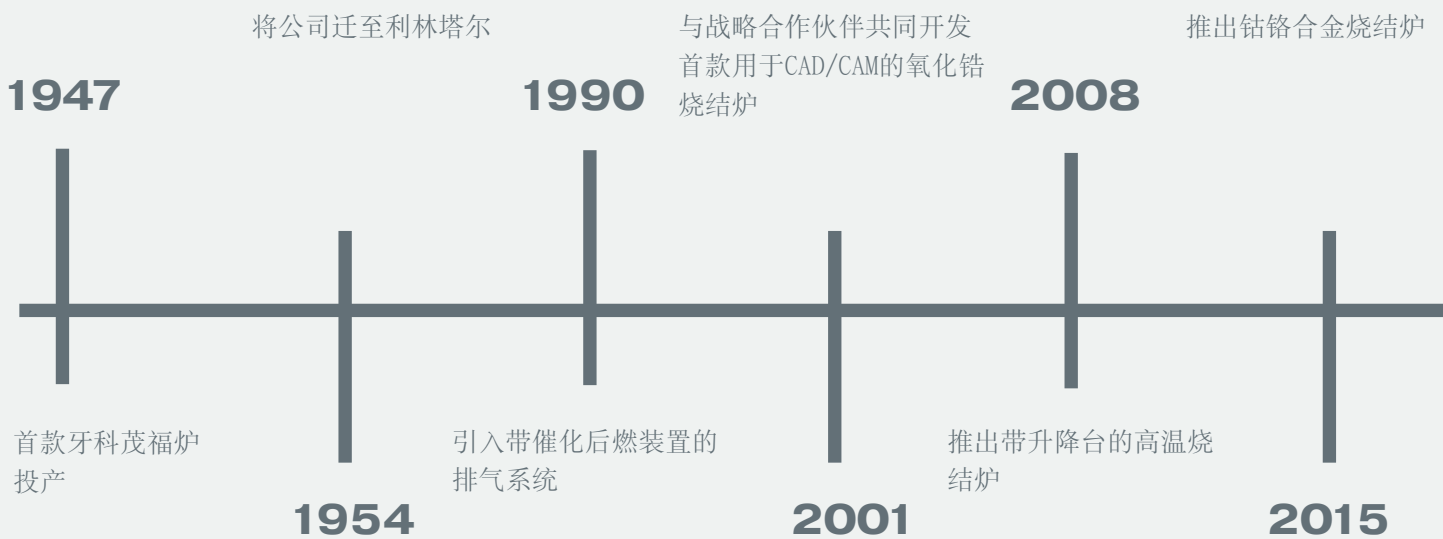 将公司迁至利林塔尔
与战略合作伙伴共同开发
首款用于CAD/CAM的氧化锆
烧结炉
推出钴铬合金烧结炉
1947
1990
2008
首款牙科茂福炉
投产
引入带催化后燃装置的
排气系统
推出带升降台的高温烧
结炉
1954
2001
2015